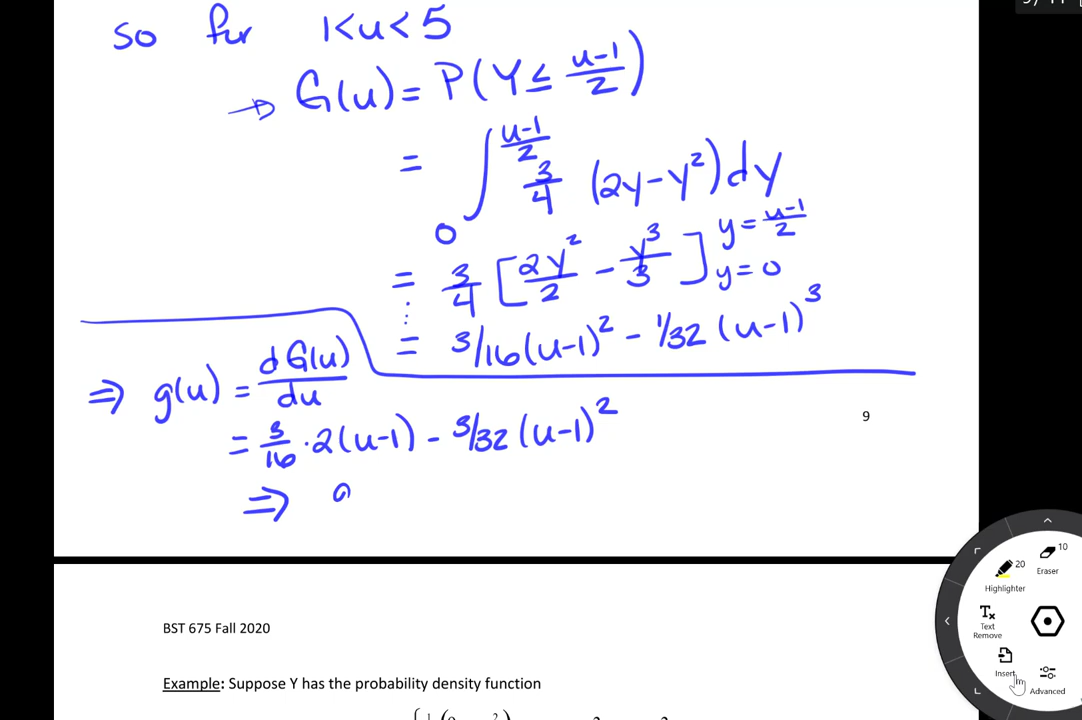 so for 1<u<5
→ G(u) = P(Y ≤ (u-1)/2)
= ∫_0^{(u-1)/2} 3/4 (2y-y²) dy
= 3/4 [2y²/2 - y³/3] y = (u-1)/2 y = 0
⋮
= 3/16 (u-1)² - 1/32 (u-1)³
⇒ g(u) = dG(u)/du
= 3/16 · 2(u-1) - 3/32 (u-1)²
⇒
9
BST 675 Fall 2020
Example: Suppose Y has the probability density function
20
Highlighter
10
Eraser
Tx
Text
Remove
Insert
Advanced